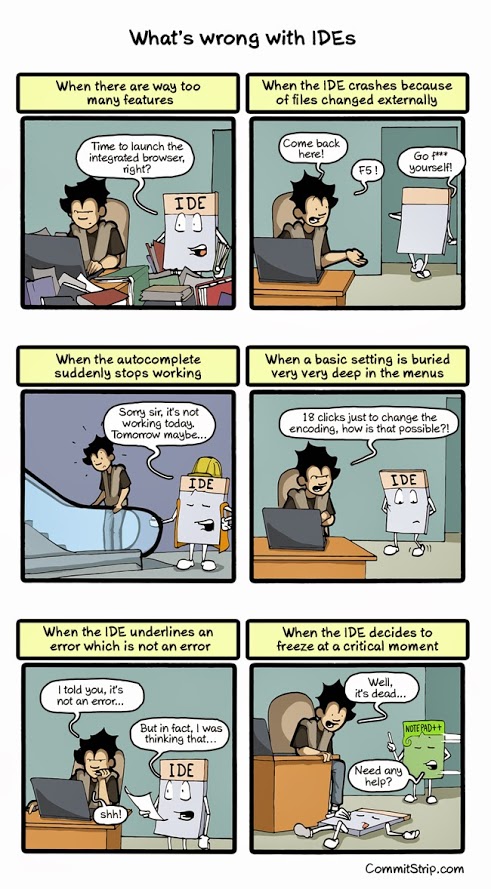 What's wrong with IDEs
When there are way too
many features
When the IDE crashes because
of files changed externally
Time to launch the
integrated browser,
right?
IDE
Come back
here!
F5!
Go f***
yourself!
When the autocomplete
suddenly stops working
When a basic setting is buried
very very deep in the menus
Sorry sir, it's not
working today.
Tomorrow maybe...
IDE
18 clicks just to change the
encoding, how is that possible?!
IDE
When the IDE underlines an
error which is not an error
When the IDE decides to
freeze at a critical moment
I told you, it's
not an error...
But in fact, I was
thinking that...
IDE
shh!
Well,
it's dead...
NOTEPAD++
Need any
help?
CommitStrip.com